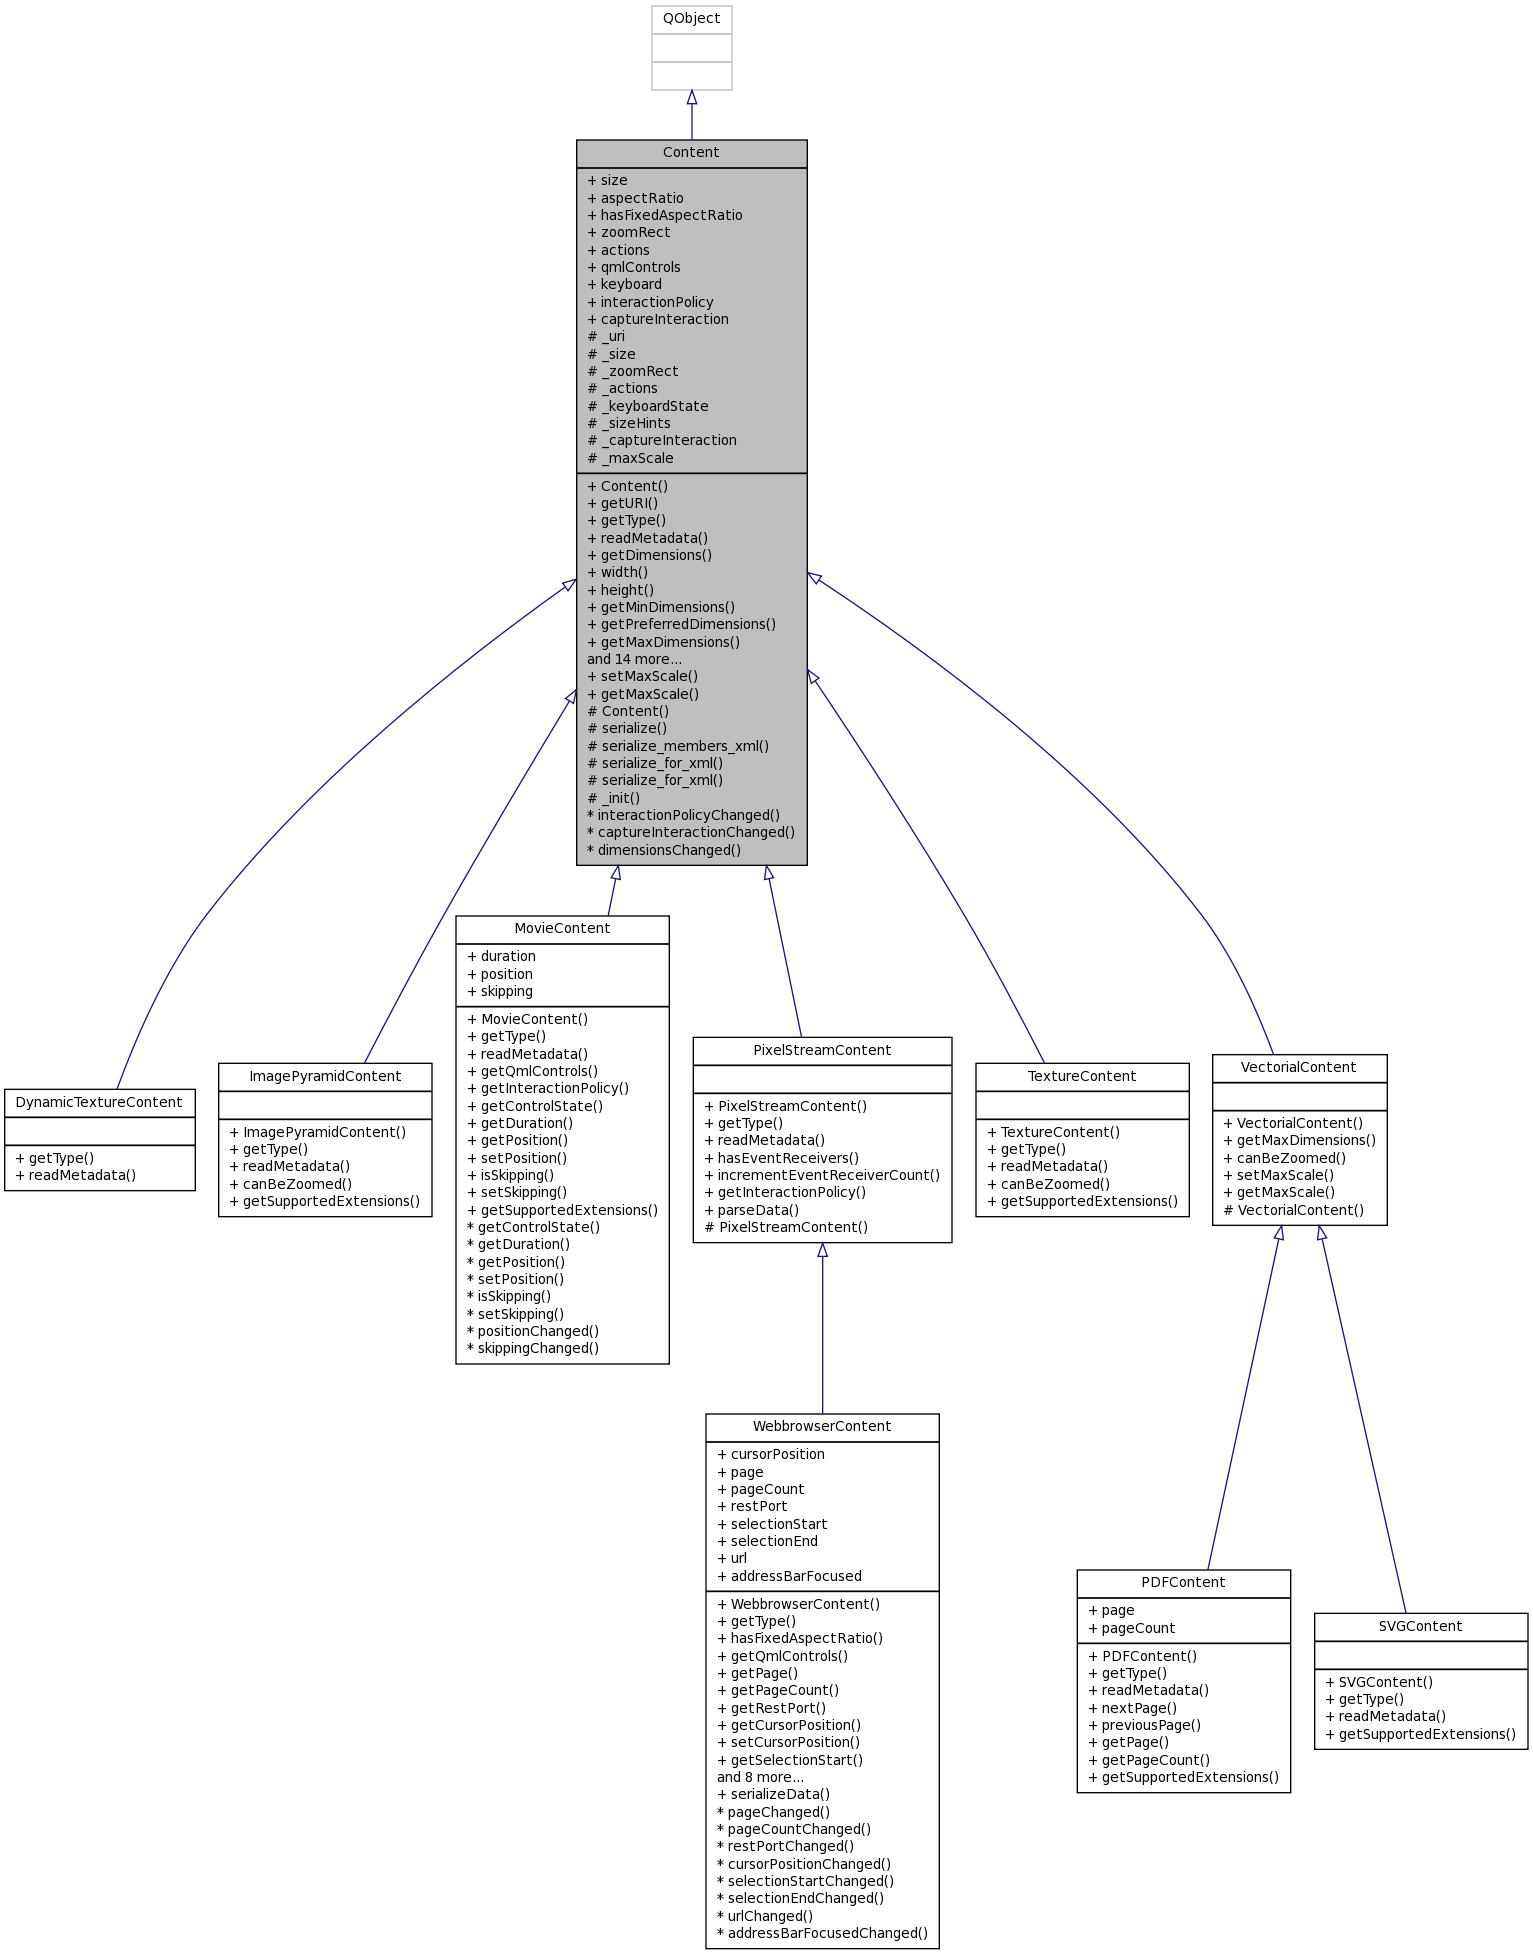 QObject
Content
+ size
+ aspectRatio
+ hasFixedAspectRatio
+ zoomRect
+ actions
+ qmlControls
+ keyboard
+ interactionPolicy
+ captureInteraction
# _uri
# _size
# _zoomRect
# _actions
# _keyboardState
# _sizeHints
# _captureInteraction
# _maxScale
+ Content()
+ getURI()
+ getType()
+ readMetadata()
+ getDimensions()
+ width()
+ height()
+ getMinDimensions()
+ getPreferredDimensions()
+ getMaxDimensions()
and 14 more...
+ setMaxScale()
+ getMaxScale()
# Content()
# serialize()
# serialize_members_xml()
# serialize_for_xml()
# serialize_for_xml()
# _init()
* interactionPolicyChanged()
* captureInteractionChanged()
* dimensionsChanged()
DynamicTextureContent
+ getType()
+ readMetadata()
ImagePyramidContent
+ ImagePyramidContent()
+ getType()
+ readMetadata()
+ canBeZoomed()
+ getSupportedExtensions()
MovieContent
+ duration
+ position
+ skipping
+ MovieContent()
+ getType()
+ readMetadata()
+ getQmlControls()
+ getInteractionPolicy()
+ getControlState()
+ getDuration()
+ getPosition()
+ setPosition()
+ isSkipping()
+ setSkipping()
+ getSupportedExtensions()
* getControlState()
* getDuration()
* getPosition()
* setPosition()
* isSkipping()
* setSkipping()
* positionChanged()
* skippingChanged()
PixelStreamContent
+ PixelStreamContent()
+ getType()
+ readMetadata()
+ hasEventReceivers()
+ incrementEventReceiverCount()
+ getInteractionPolicy()
+ parseData()
# PixelStreamContent()
TextureContent
+ TextureContent()
+ getType()
+ readMetadata()
+ canBeZoomed()
+ getSupportedExtensions()
VectorialContent
+ VectorialContent()
+ getMaxDimensions()
+ canBeZoomed()
+ setMaxScale()
+ getMaxScale()
# VectorialContent()
WebbrowserContent
+ cursorPosition
+ page
+ pageCount
+ restPort
+ selectionStart
+ selectionEnd
+ url
+ addressBarFocused
+ WebbrowserContent()
+ getType()
+ hasFixedAspectRatio()
+ getQmlControls()
+ getPage()
+ getPageCount()
+ getRestPort()
+ getCursorPosition()
+ setCursorPosition()
+ getSelectionStart()
and 8 more...
+ serializeData()
* pageChanged()
* pageCountChanged()
* restPortChanged()
* cursorPositionChanged()
* selectionStartChanged()
* selectionEndChanged()
* urlChanged()
* addressBarFocusedChanged()
PDFContent
+ page
+ pageCount
+ PDFContent()
+ getType()
+ readMetadata()
+ nextPage()
+ previousPage()
+ getPage()
+ getPageCount()
+ getSupportedExtensions()
SVGContent
+ SVGContent()
+ getType()
+ readMetadata()
+ getSupportedExtensions()